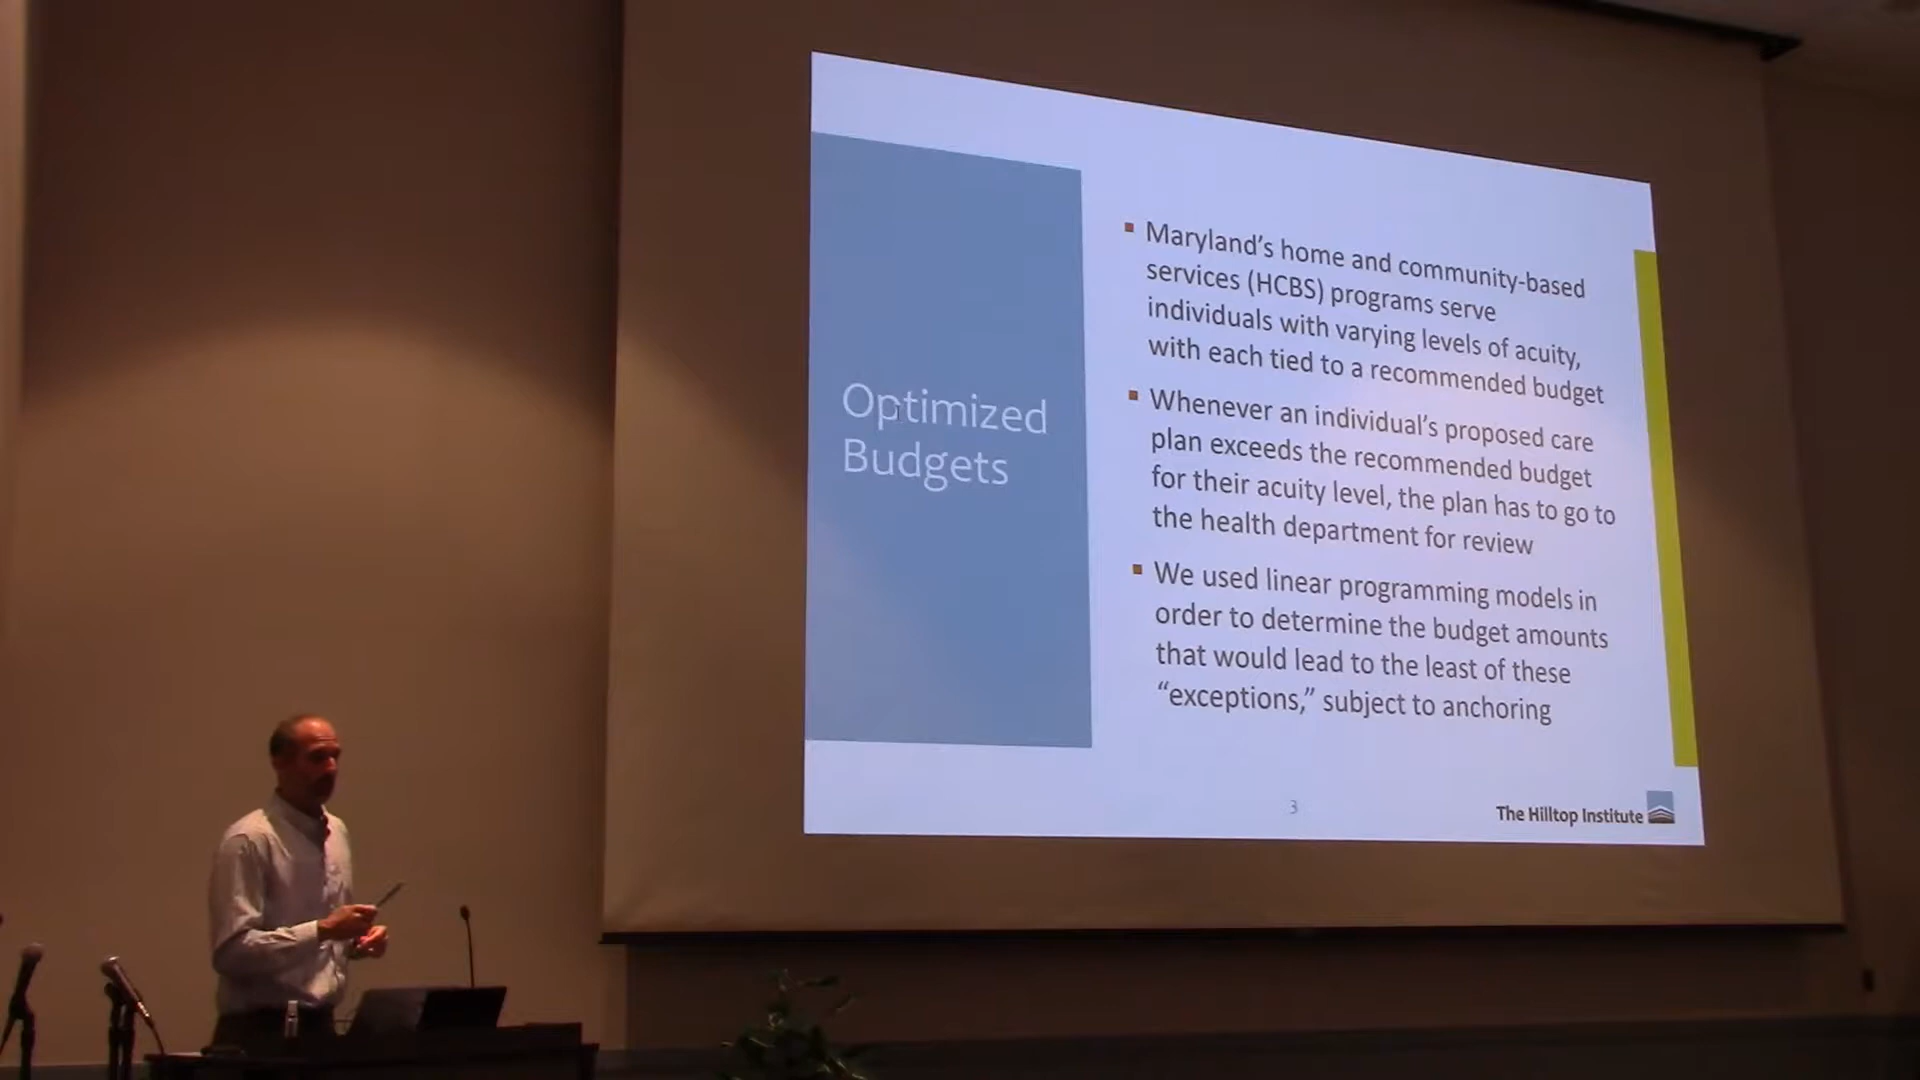 Optimized
Budgets
Maryland's home and community-based
services (HCBS) programs serve
individuals with varying levels of acuity,
with each tied to a recommended budget
Whenever an individual's proposed care
plan exceeds the recommended budget
for their acuity level, the plan has to go to
the health department for review
We used linear programming models in
order to determine the budget amounts
that would lead to the least of these
“exceptions,” subject to anchoring
3
The Hilltop Institute